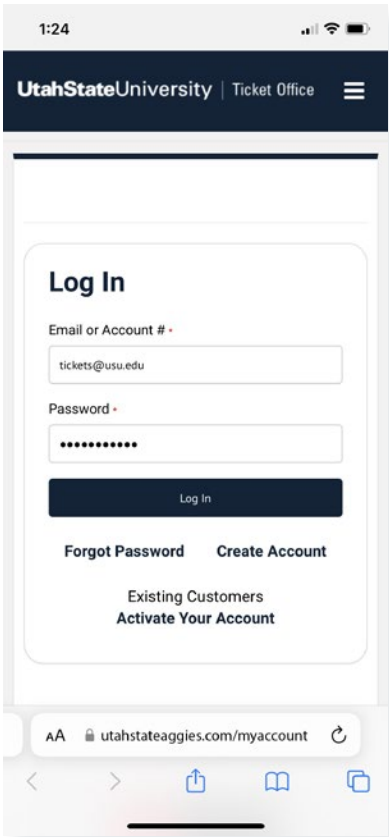 1:24
UtahStateUniversity | Ticket Office
Log In
Email or Account # •
tickets@usu.edu
Password •
•••••••••••
Log In
Forgot Password Create Account
Existing Customers
Activate Your Account
AA utahstateaggies.com/myaccount